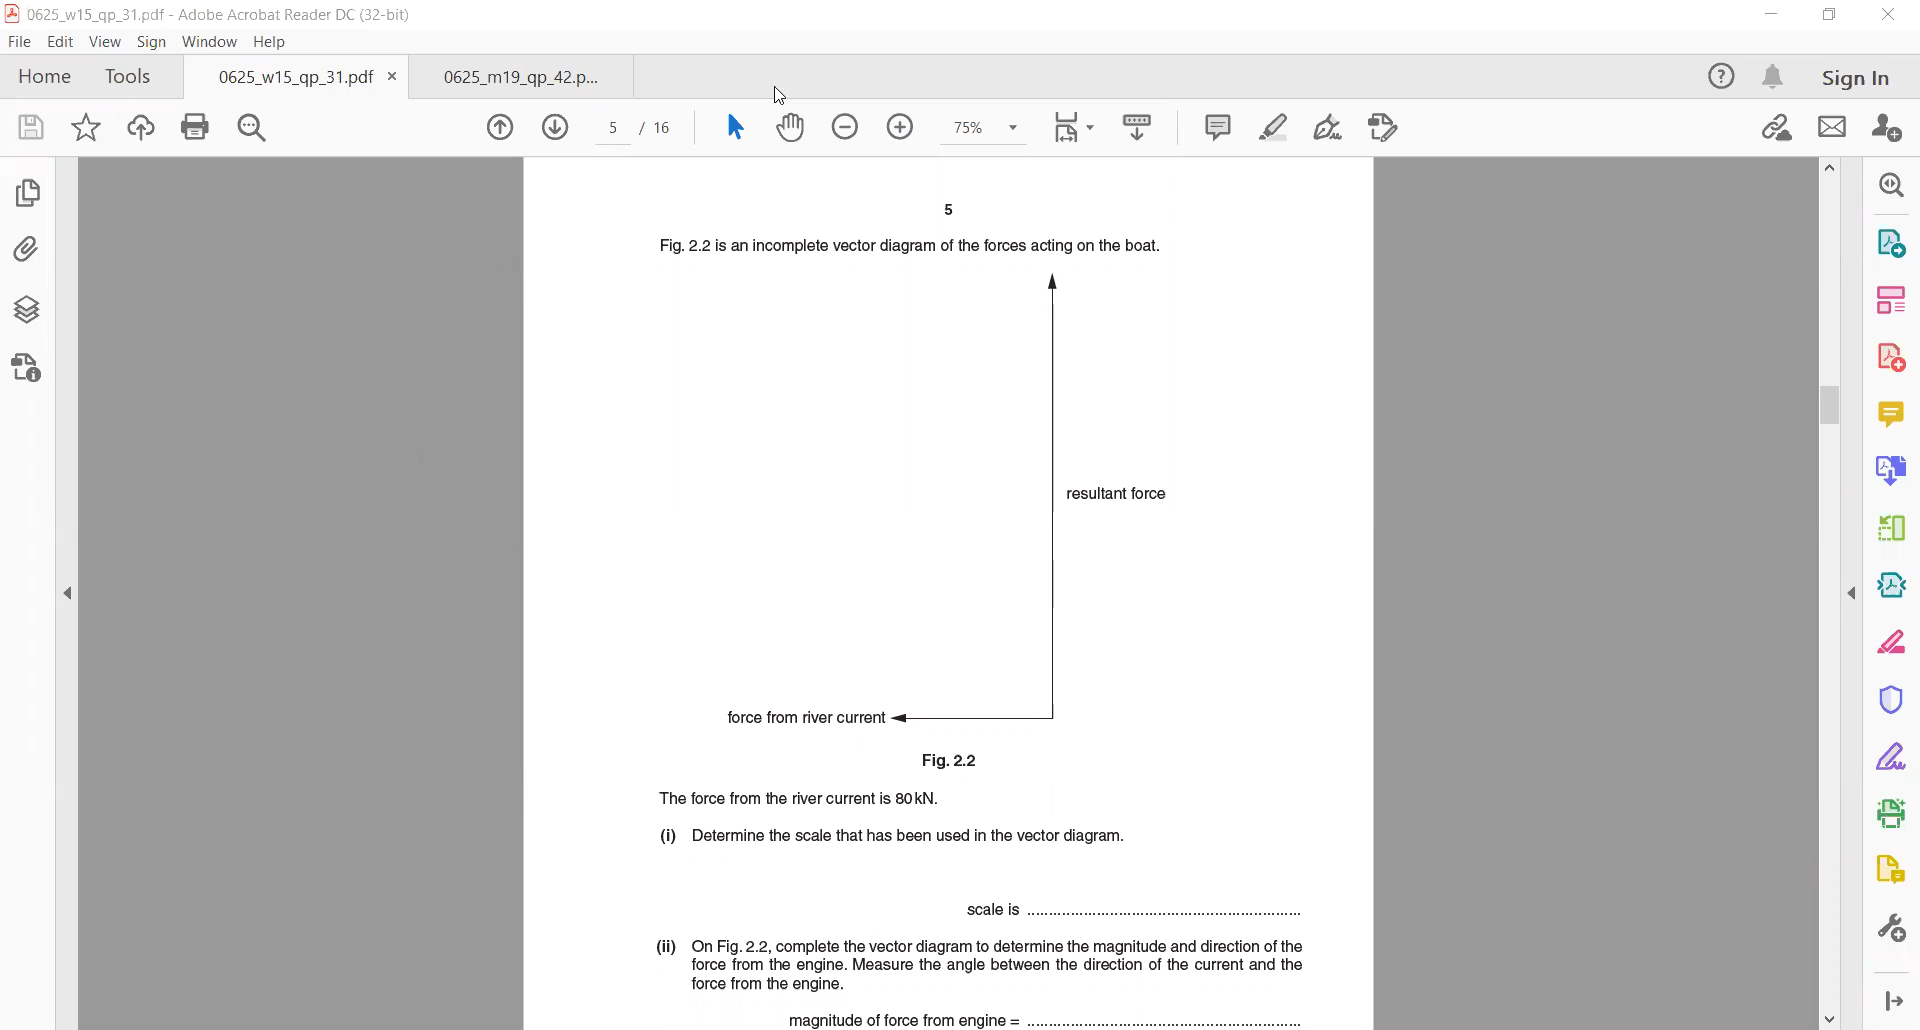 0625_w15_qp_31.pdf - Adobe Acrobat Reader DC (32-bit)
File Edit View Sign Window Help
Home Tools 0625_w15_qp_31.pdf × 0625_m19_qp_42.p... Sign In
5 / 16 75%
5
Fig. 2.2 is an incomplete vector diagram of the forces acting on the boat.
resultant force
force from river current
Fig. 2.2
The force from the river current is 80 kN.
(i) Determine the scale that has been used in the vector diagram.
scale is ...............................................................
(ii) On Fig. 2.2, complete the vector diagram to determine the magnitude and direction of the
force from the engine. Measure the angle between the direction of the current and the
force from the engine.
magnitude of force from engine = ...............................................................